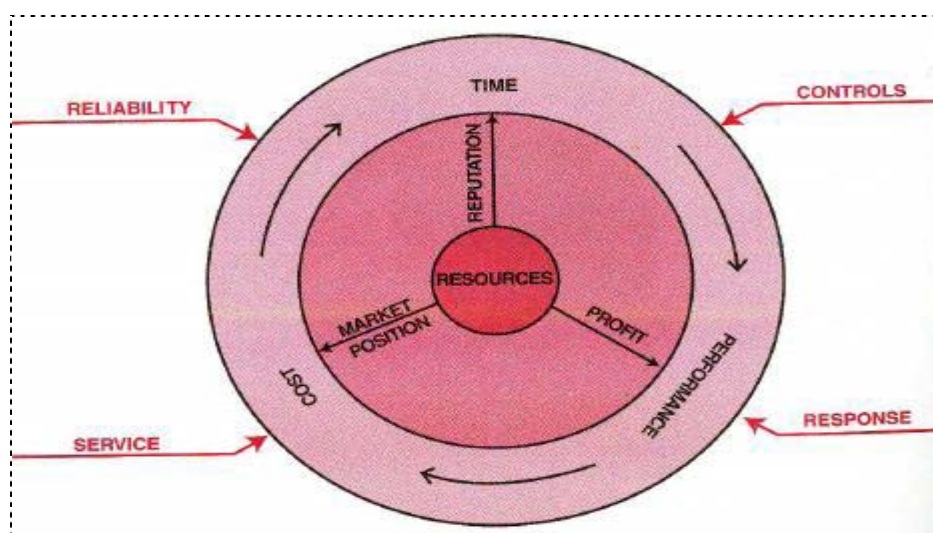 TIME
RELIABILITY
CONTROLS
REPUTATION
RESOURCES
MARKET
POSITION
PROFIT
COST
PERFORMANCE
SERVICE
RESPONSE